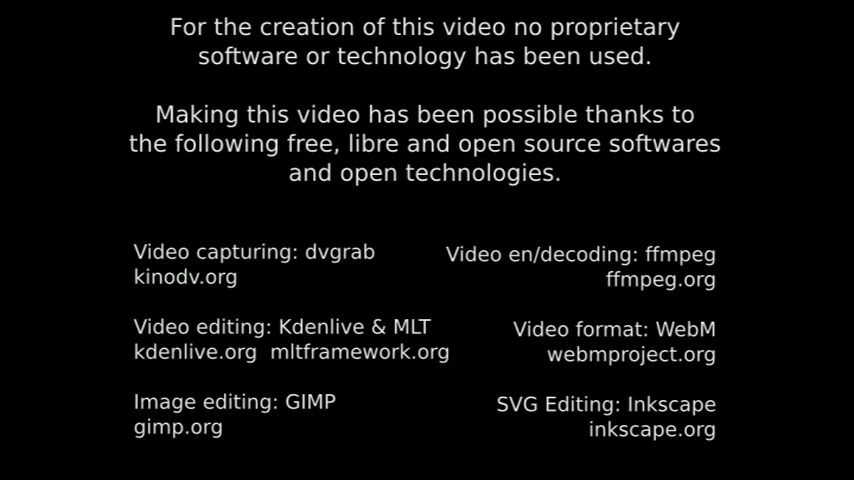 For the creation of this video no proprietary
software or technology has been used.
Making this video has been possible thanks to
the following free, libre and open source softwares
and open technologies.
Video capturing: dvgrab
kinodv.org
Video editing: Kdenlive & MLT
kdenlive.org mltframework.org
Image editing: GIMP
gimp.org
Video en/decoding: ffmpeg
ffmpeg.org
Video format: WebM
webmproject.org
SVG Editing: Inkscape
inkscape.org